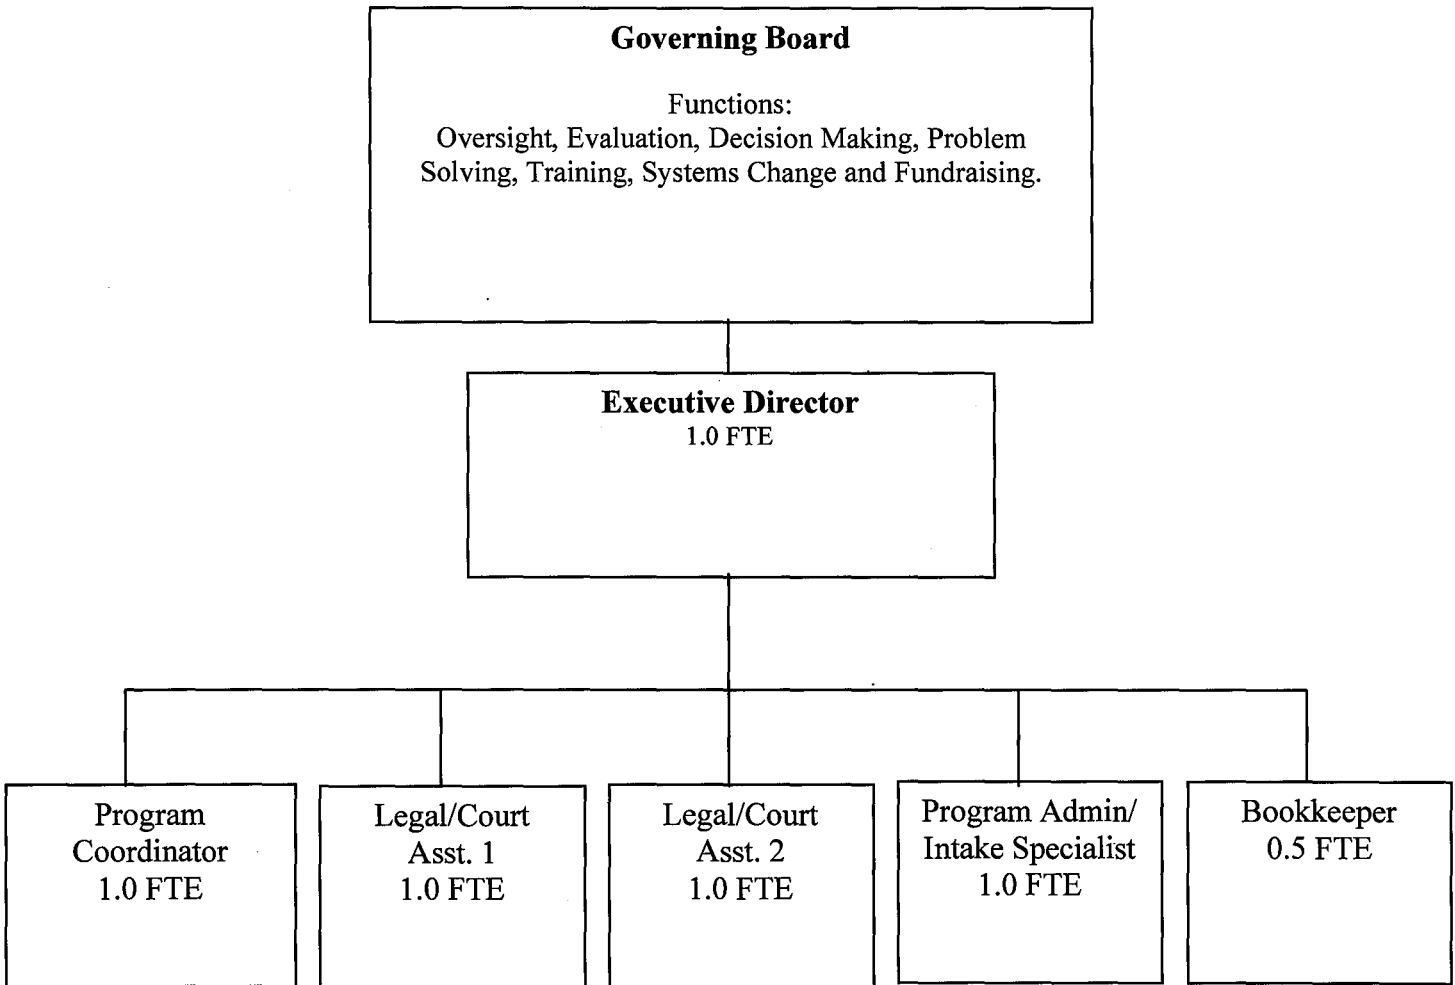 Governing Board
Functions:
Oversight, Evaluation, Decision Making, Problem
Solving, Training, Systems Change and Fundraising.
Executive Director
1.0 FTE
Program
Coordinator
1.0 FTE
Legal/Court
Asst. 1
1.0 FTE
Legal/Court
Asst. 2
1.0 FTE
Program Admin/
Intake Specialist
1.0 FTE
Bookkeeper
0.5 FTE